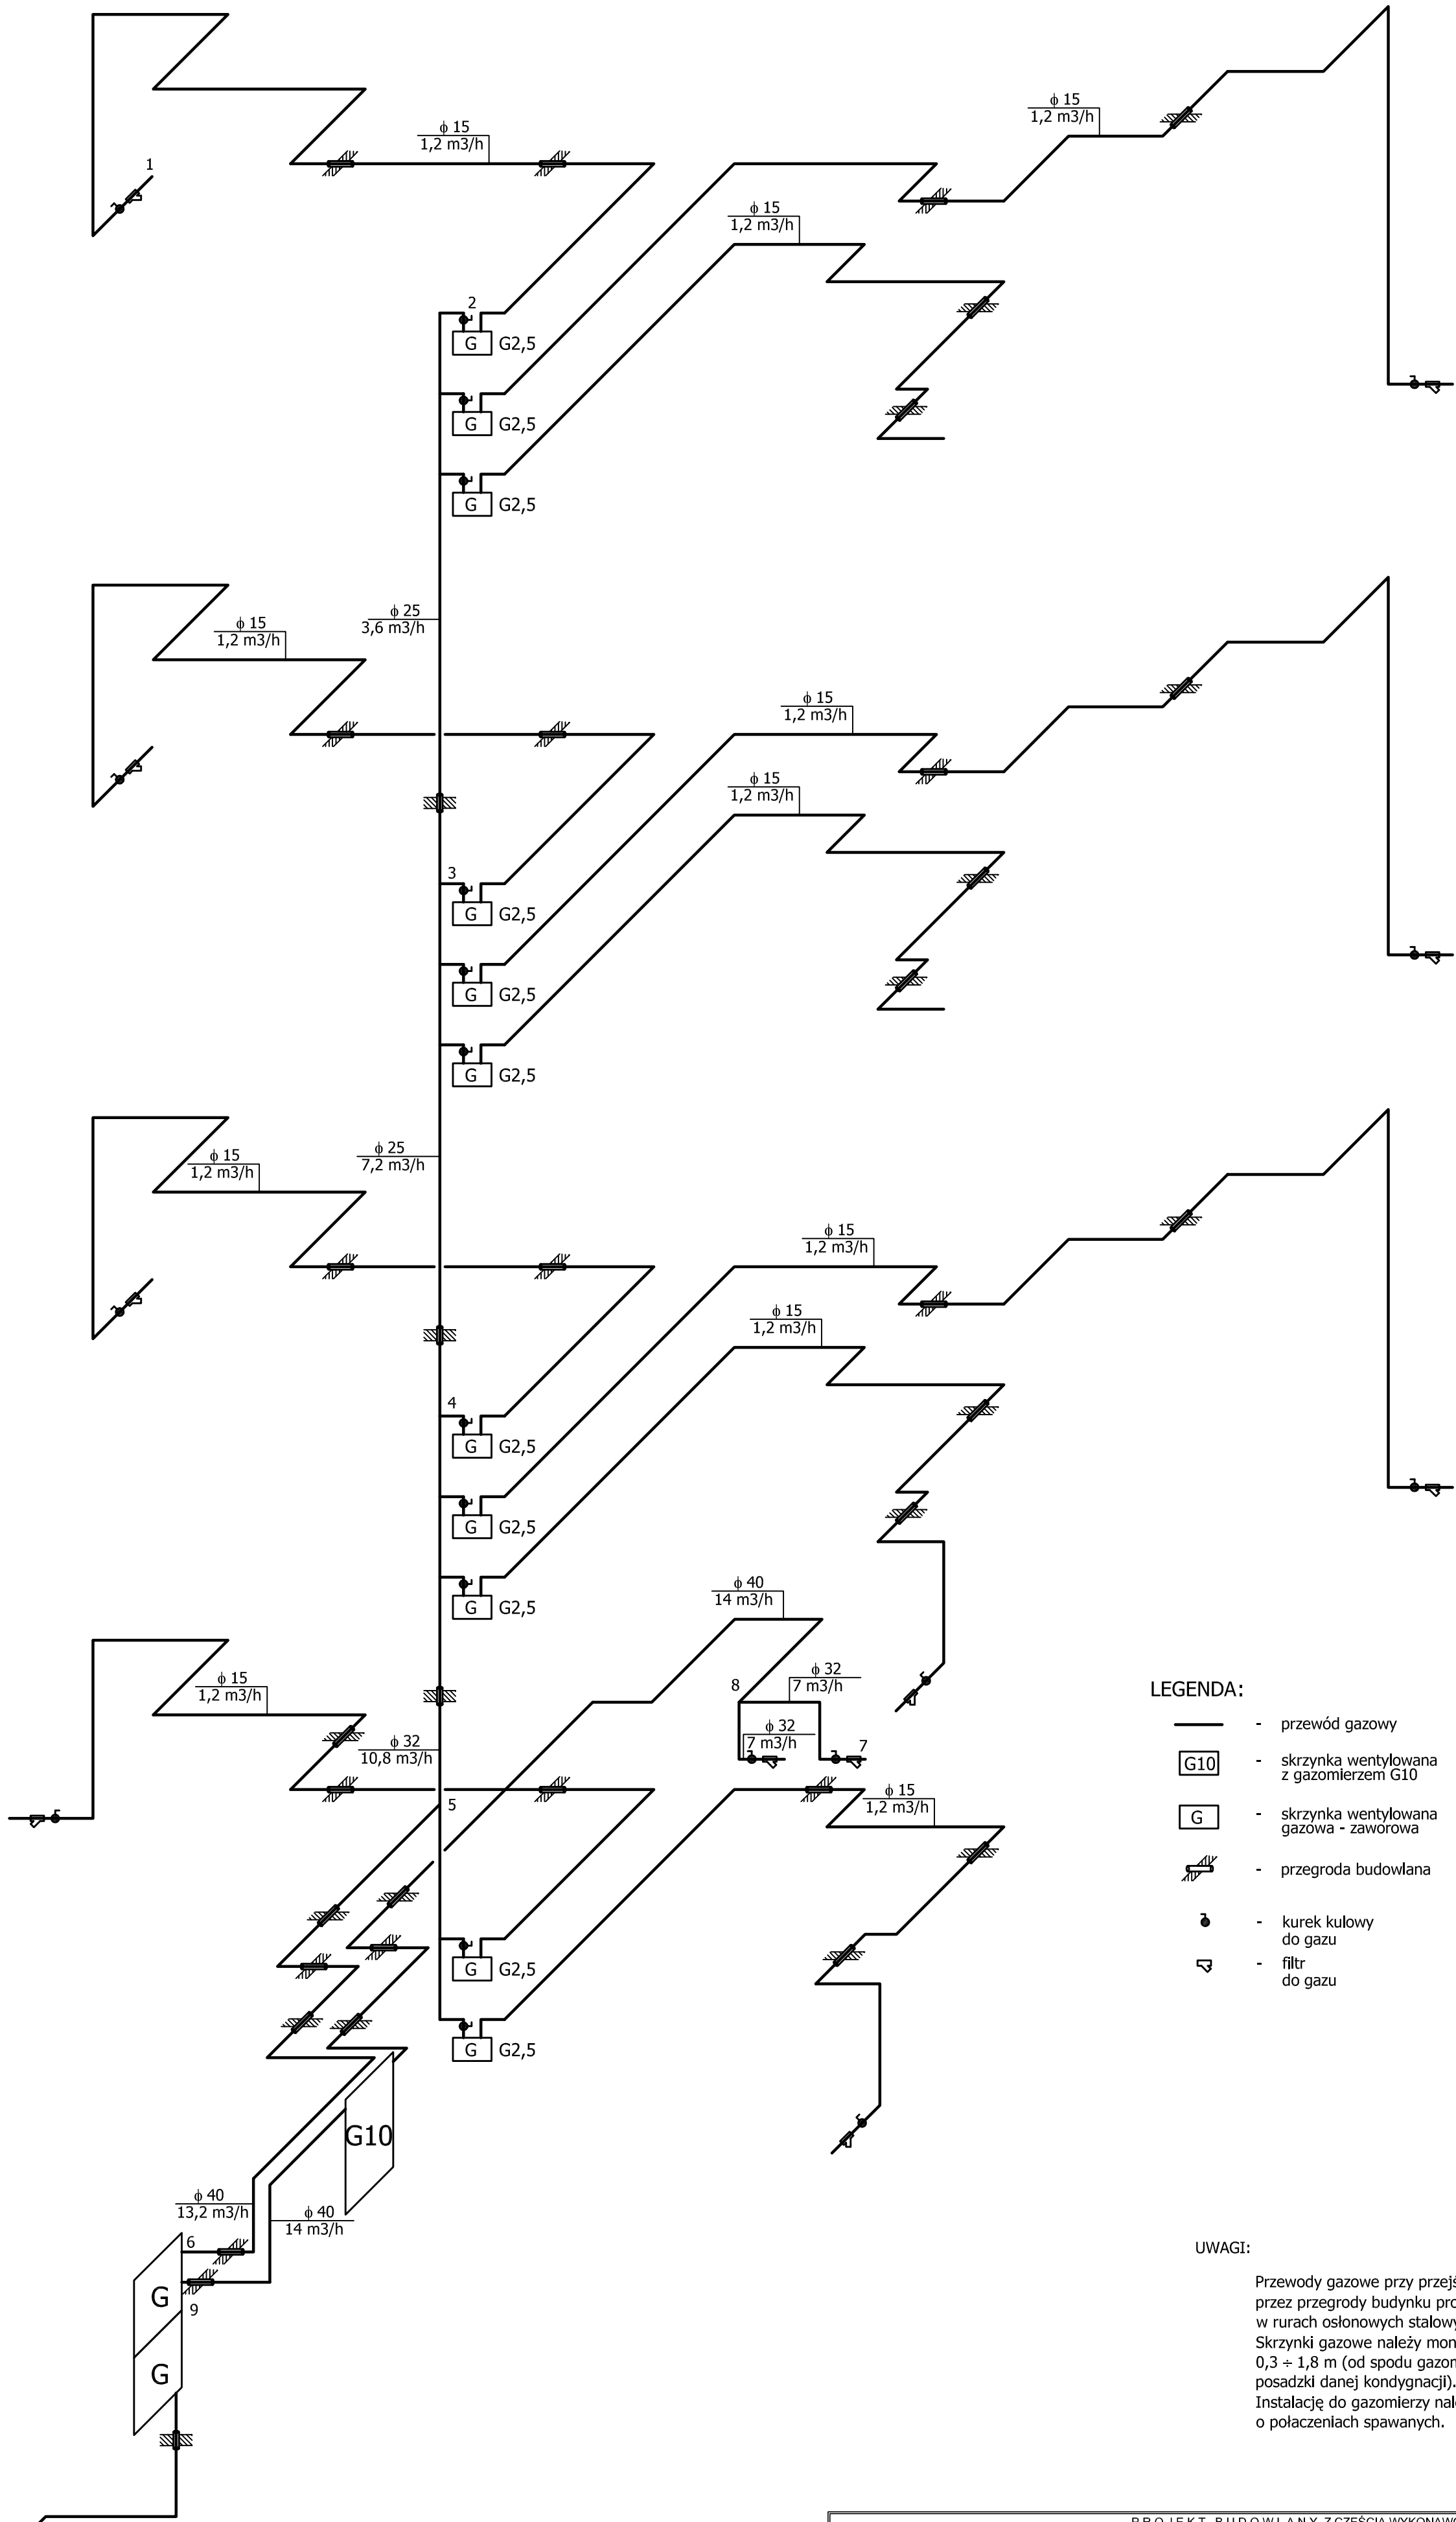 φ 15
1,2 m3/h
φ 15
1,2 m3/h
1
φ 15
1,2 m3/h
2
G G2,5
G G2,5
G G2,5
φ 25
3,6 m3/h
φ 15
1,2 m3/h
φ 15
1,2 m3/h
φ 15
1,2 m3/h
3
G G2,5
G G2,5
G G2,5
φ 25
7,2 m3/h
φ 15
1,2 m3/h
φ 15
1,2 m3/h
φ 15
1,2 m3/h
4
G G2,5
G G2,5
G G2,5
φ 40
14 m3/h
φ 15
1,2 m3/h
8
φ 32
7 m3/h
φ 32
7 m3/h
7
φ 32
10,8 m3/h
φ 15
1,2 m3/h
5
G G2,5
G G2,5
LEGENDA:
- przewód gazowy
G10 - skrzynka wentylowana
z gazomierzem G10
G - skrzynka wentylowana
gazowa - zaworowa
- przegroda budowlana
- kurek kulowy
do gazu
- filtr
do gazu
G10
φ 40
13,2 m3/h
φ 40
14 m3/h
6
G
9
G
UWAGI:
Przewody gazowe przy przejś
przez przegrody budynku pro
w rurach osłonowych stalowy
Skrzynki gazowe należy mon
0,3 ÷ 1,8 m (od spodu gazon
posadzki danej kondygnacji).
Instalację do gazomierzy nale
o połaczeniach spawanych.
P R O J E K T B U D O W L A N Y Z CZĘŚCIĄ WYKONAWC